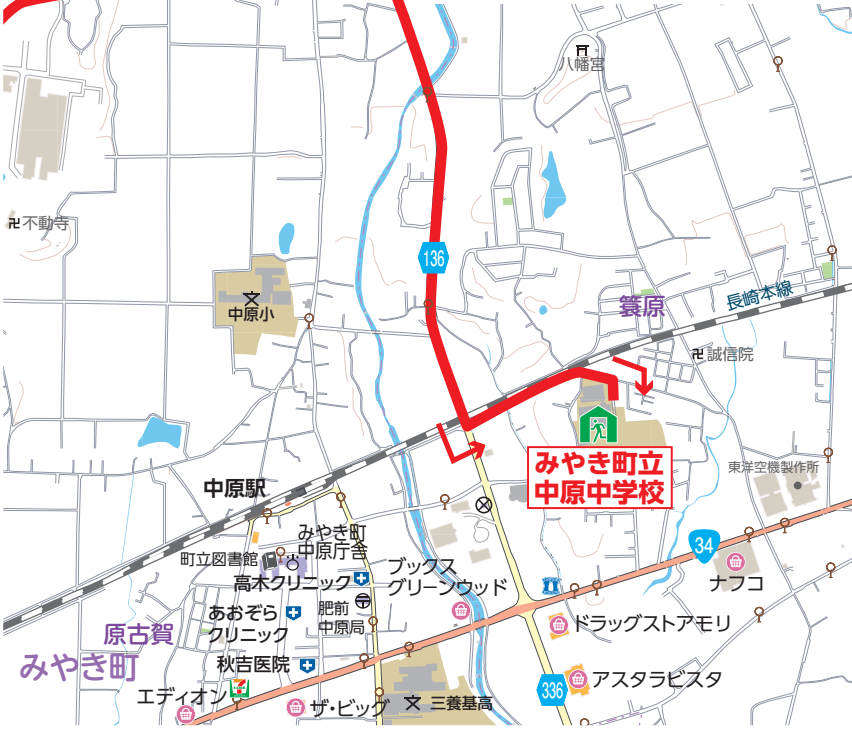 八幡宮
不動寺
136
中原小
簑原
長崎本線
誠信院
みやき町立
中原中学校
中原駅
東洋空機製作所
みやき町
中原庁舎
町立図書館
34
ブックス
グリーンウッド
高本クリニック
ナフコ
あおぞら
クリニック
肥前
中原局
ドラッグストアモリ
原古賀
みやき町
秋吉医院
336
アスタラビスタ
エディオン
ザ・ビッグ
三養基高